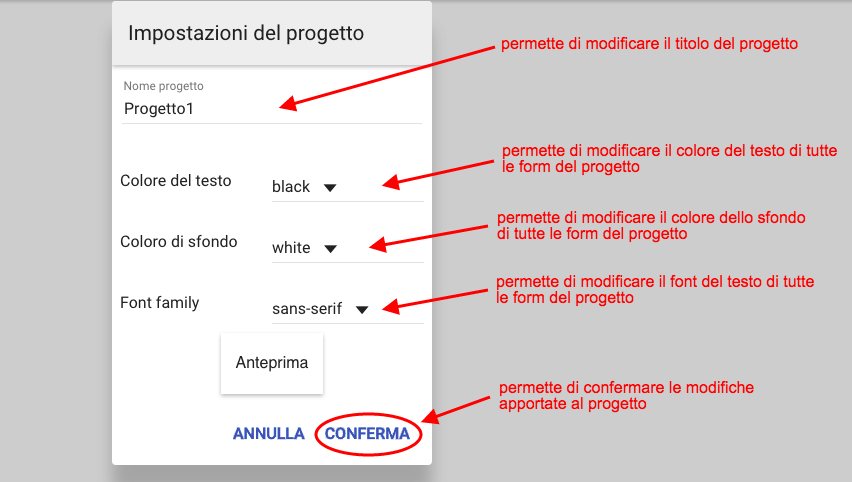 Impostazioni del progetto
permette di modificare il titolo del progetto
Nome progetto
Progetto1
permette di modificare il colore del testo di tutte
le form del progetto
Colore del testo
black
permette di modificare il colore dello sfondo
di tutte le form del progetto
Coloro di sfondo
white
permette di modificare il font del testo di tutte
le form del progetto
Font family
sans-serif
Anteprima
permette di confermare le modifiche
apportate al progetto
ANNULLA CONFERMA